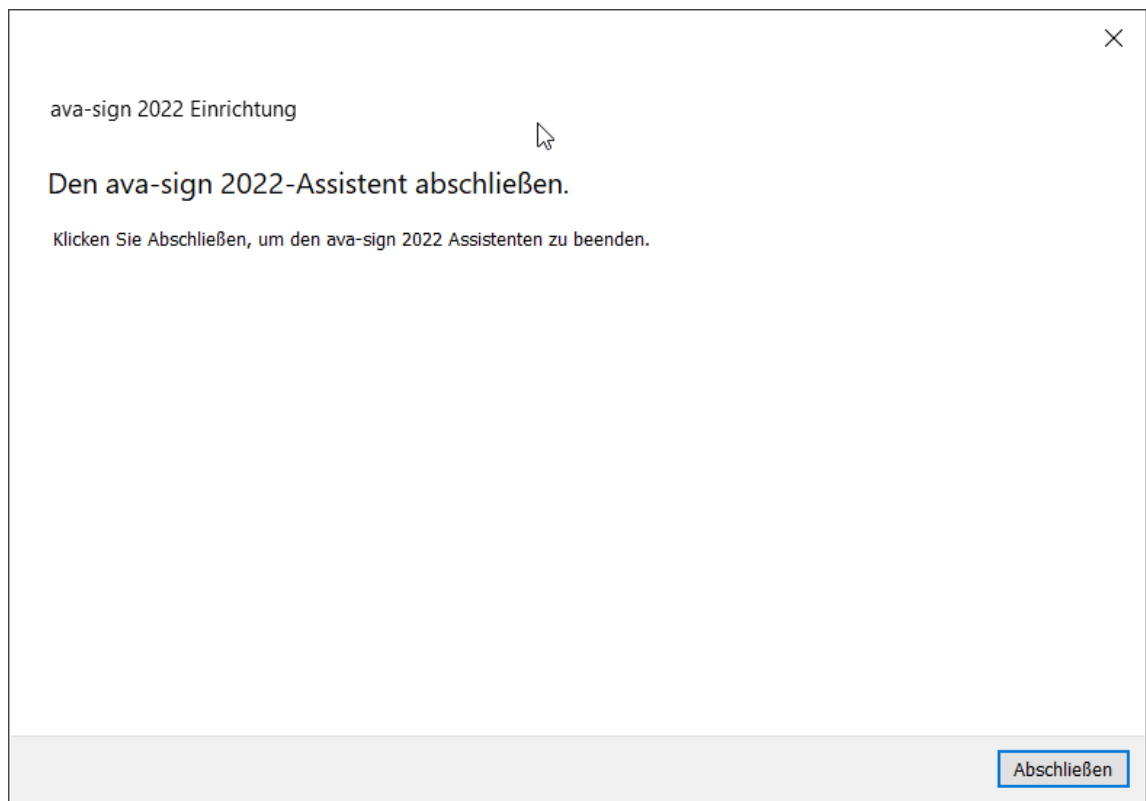 ava-sign 2022 Einrichtung
Den ava-sign 2022-Assistent abschließen.
Klicken Sie Abschließen, um den ava-sign 2022 Assistenten zu beenden.
Abschließen